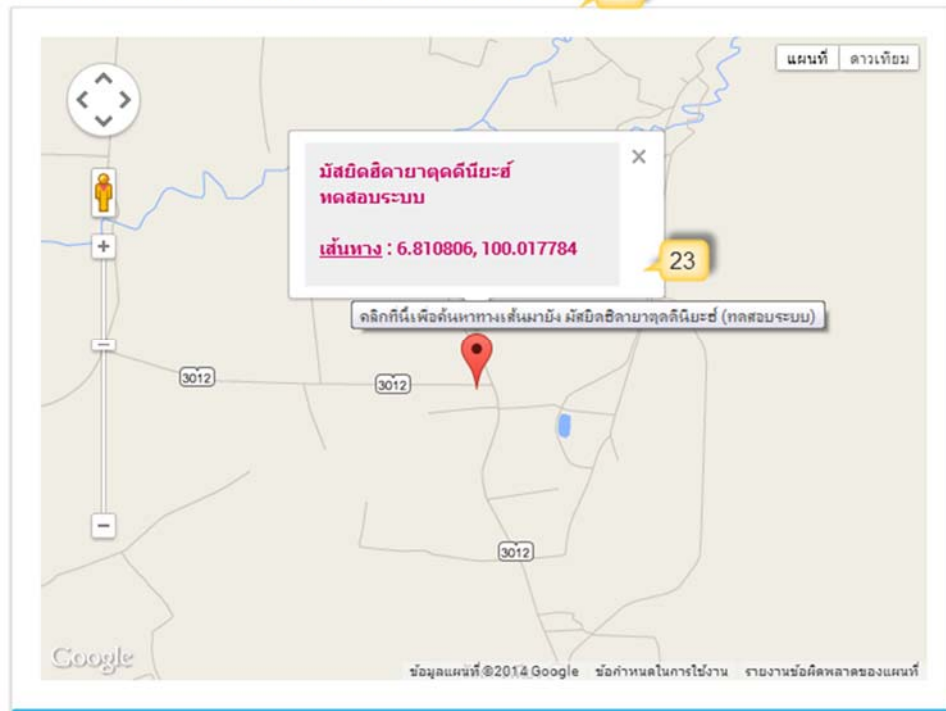 แผนที่ ดาวเทียม
มัสยิดฮิดายาตุดดีนียะฮ์
ทดสอบระบบ
เส้นทาง : 6.810806, 100.017784
23
คลิกที่นี้เพื่อค้นหาทางเส้นมายัง มัสยิดฮิดายาตุดดีนียะฮ์ (ทดสอบระบบ)
3012
3012
3012
Google
ข้อมูลแผนที่ ©2014 Google ข้อกำหนดในการใช้งาน รายงานข้อผิดพลาดของแผนที่